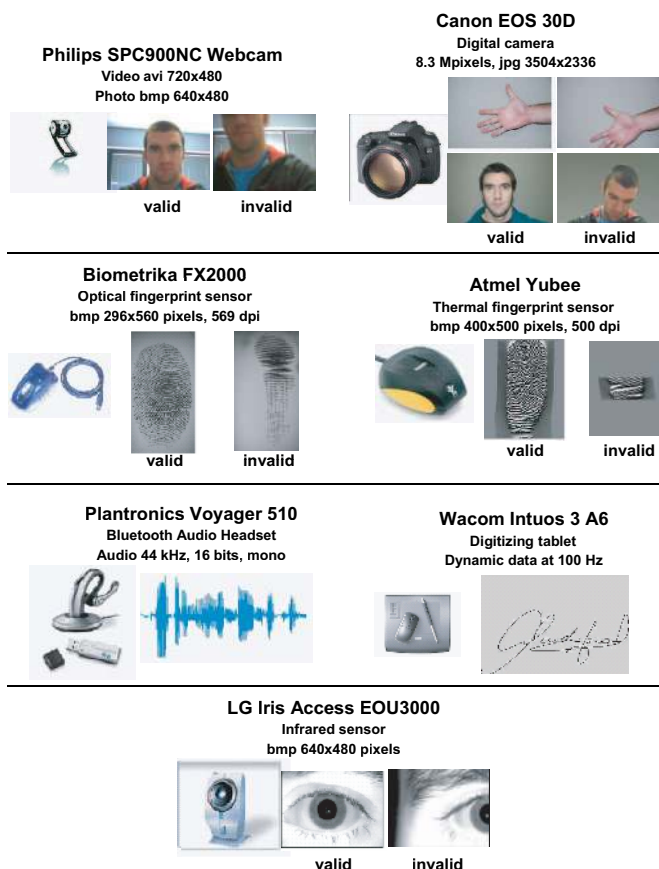 Philips SPC900NC Webcam
Video avi 720x480
Photo bmp 640x480
valid
invalid
Canon EOS 30D
Digital camera
8.3 Mpixels, jpg 3504x2336
valid
invalid
Biometrika FX2000
Optical fingerprint sensor
bmp 296x560 pixels, 569 dpi
valid
invalid
Atmel Yubee
Thermal fingerprint sensor
bmp 400x500 pixels, 500 dpi
valid
invalid
Plantronics Voyager 510
Bluetooth Audio Headset
Audio 44 kHz, 16 bits, mono
Wacom Intuos 3 A6
Digitizing tablet
Dynamic data at 100 Hz
LG Iris Access EOU3000
Infrared sensor
bmp 640x480 pixels
valid
invalid